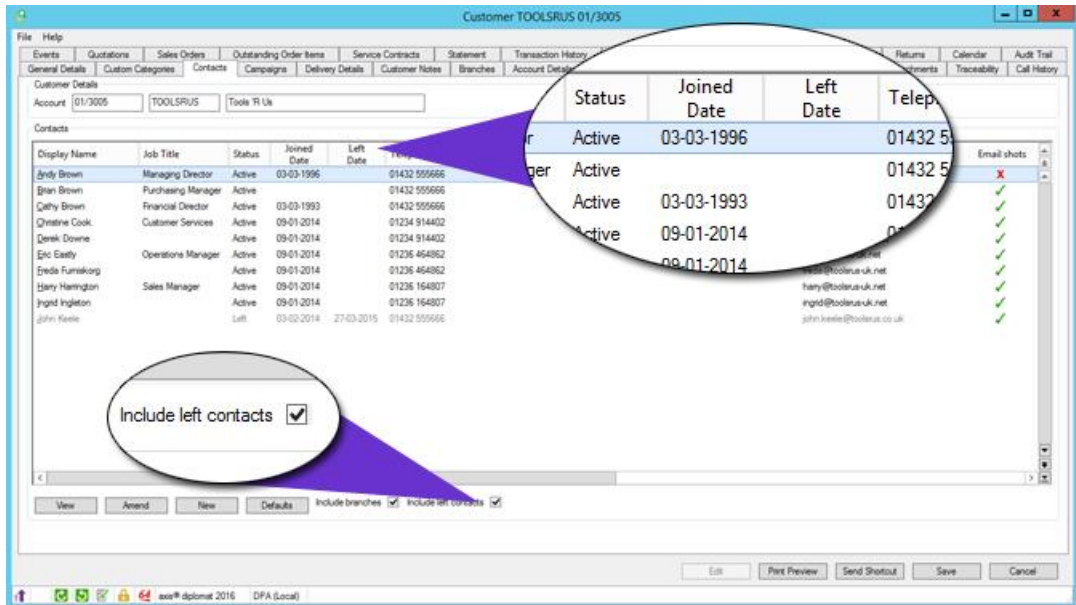 Customer TOOLSRUS 01/3005
File Help
Events Quotations Sales Orders Outstanding Order Items Service Contracts Statement Transaction History Returns Calendar Audit Trail
General Details Custom Categories Contacts Campaigns Delivery Details Customer Notes Branches Account Details Traceability Call History
Customer Details
Account 01/3005 TOOLSRUS Tools 'R Us
Contacts
Display Name Job Title Status Joined Date Left Date Email shots
Andy Brown Managing Director Active 03-03-1996 01432 555666 X
Brian Brown Purchasing Manager Active 01432 555666
Cathy Brown Financial Director Active 03-03-1993 01432 555666
Christine Cook. Customer Services Active 09-01-2014 01234 914402
Derek Downe Active 09-01-2014 01234 914402
Eric Eastly Operations Manager Active 09-01-2014 01236 464862
Freda Furniskorg Active 09-01-2014 01236 464862
Harry Harrington Sales Manager Active 09-01-2014 01236 164807 harry@toolsrus-uk.net
Ingrid Ingleton Active 09-01-2014 01236 164807 ingrid@toolsrus-uk.net
John Keele Left 03-02-2014 27-03-2015 01432 555666 john.keele@toolsrus.co.uk
Status Joined Date Left Date Telep
Active 03-03-1996 01432 5
ger Active 01432 5
Active 03-03-1993 01432
Active 09-01-2014
09-01-2014
Include left contacts
View Amend New Defaults Include branches Include left contacts
Edit Print Preview Send Shortcut Save Cancel
64 axis® diplomat 2016 DPA (Local)